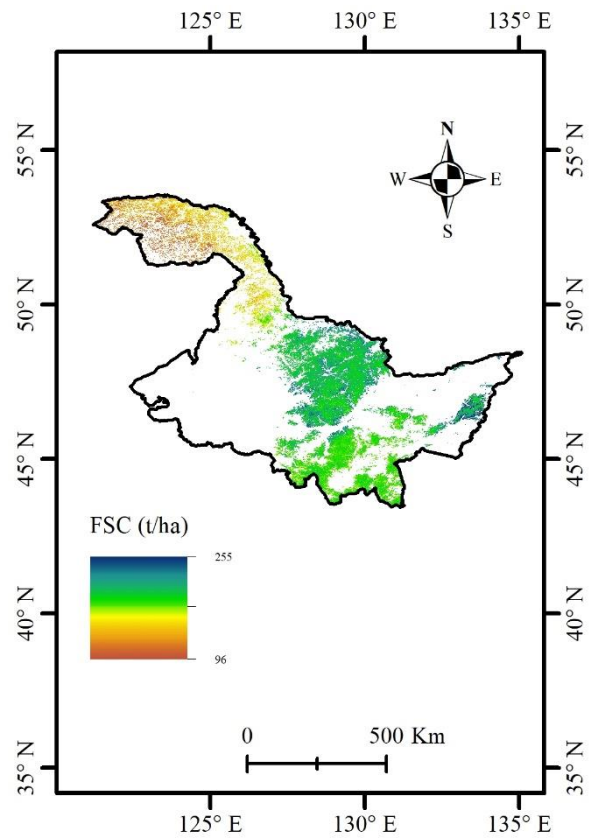 125° E 130° E 135° E
N
W E
S
55° N 55° N
50° N 50° N
45° N 45° N
FSC (t/ha)
255
96
40° N 40° N
0 500 Km
35° N 35° N
125° E 130° E 135° E